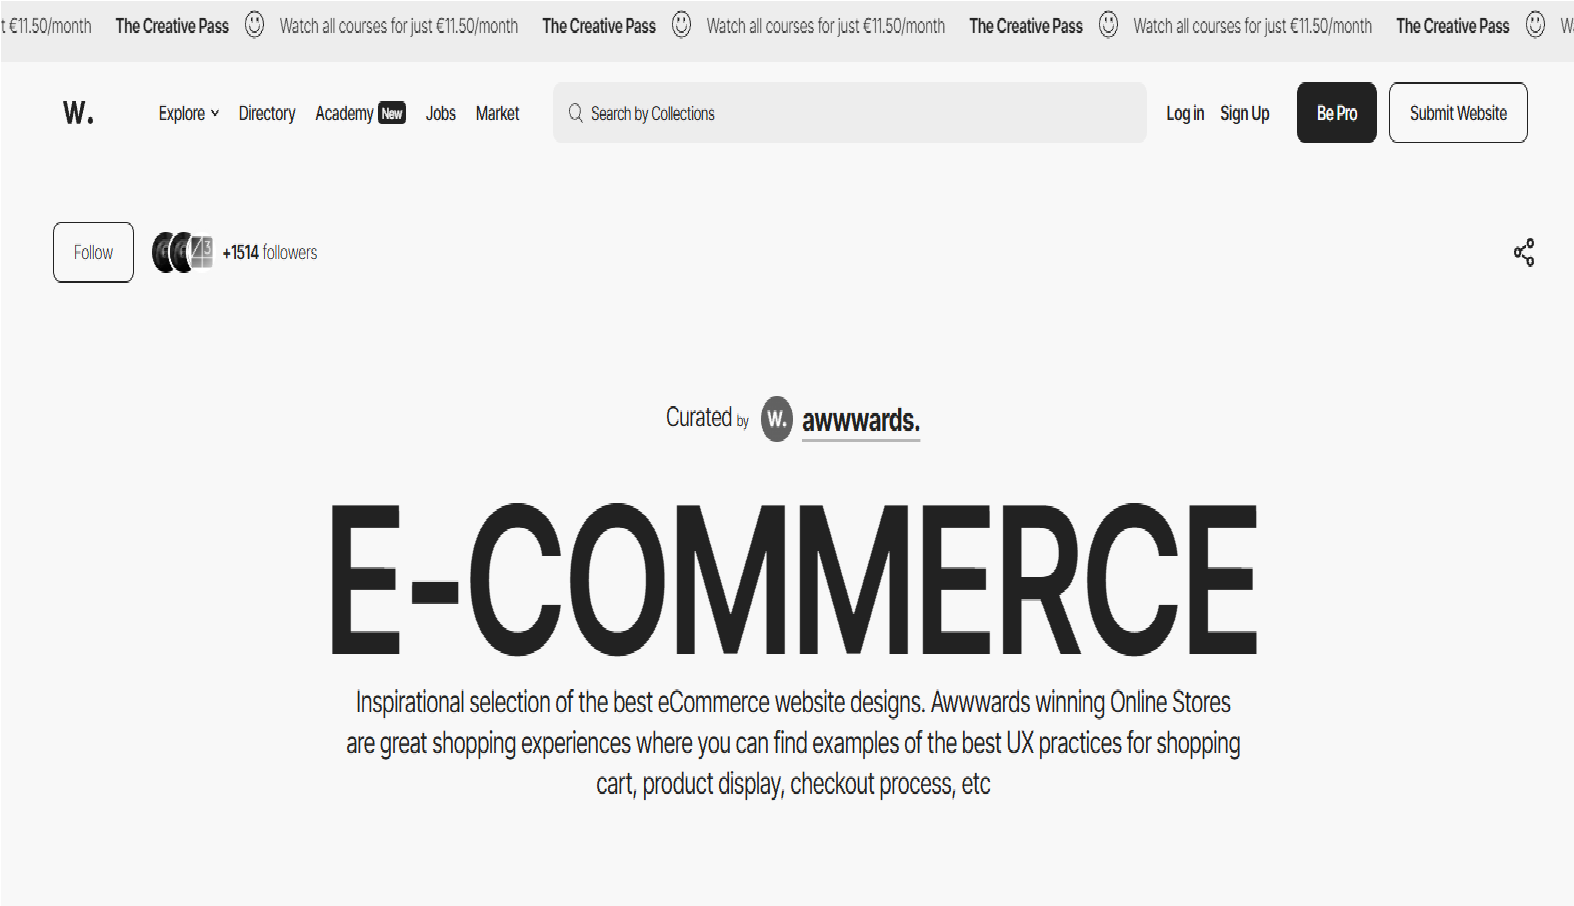 t €11.50/month The Creative Pass Watch all courses for just €11.50/month The Creative Pass Watch all courses for just €11.50/month The Creative Pass Watch all courses for just €11.50/month The Creative Pass
W. Explore Directory Academy New Jobs Market Search by Collections Log in Sign Up Be Pro Submit Website
Follow +1514 followers
Curated by W. awwwards.
E-COMMERCE
Inspirational selection of the best eCommerce website designs. Awwwards winning Online Stores
are great shopping experiences where you can find examples of the best UX practices for shopping
cart, product display, checkout process, etc